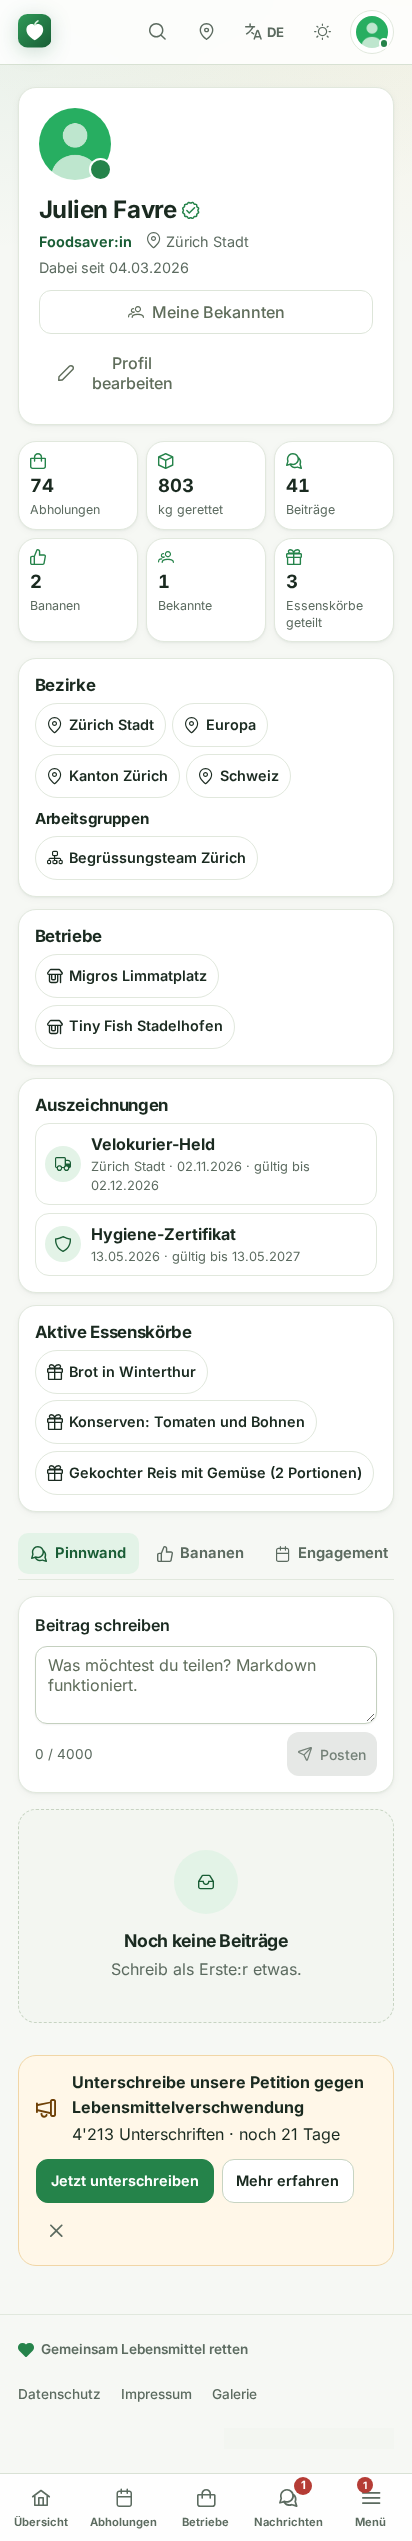 DE
Julien Favre
Foodsaver:in Zürich Stadt
Dabei seit 04.03.2026
Meine Bekannten
Profil
bearbeiten
74
Abholungen
803
kg gerettet
41
Beiträge
2
Bananen
1
Bekannte
3
Essenskörbe
geteilt
Bezirke
Zürich Stadt Europa
Kanton Zürich Schweiz
Arbeitsgruppen
Begrüssungsteam Zürich
Betriebe
Migros Limmatplatz
Tiny Fish Stadelhofen
Auszeichnungen
Velokurier-Held
Zürich Stadt · 02.11.2026 · gültig bis
02.12.2026
Hygiene-Zertifikat
13.05.2026 · gültig bis 13.05.2027
Aktive Essenskörbe
Brot in Winterthur
Konserven: Tomaten und Bohnen
Gekochter Reis mit Gemüse (2 Portionen)
Pinnwand Bananen Engagement
Beitrag schreiben
Was möchtest du teilen? Markdown
funktioniert.
0 / 4000 Posten
Noch keine Beiträge
Schreib als Erste:r etwas.
Unterschreibe unsere Petition gegen
Lebensmittelverschwendung
4'213 Unterschriften · noch 21 Tage
Jetzt unterschreiben Mehr erfahren
Gemeinsam Lebensmittel retten
Datenschutz Impressum Galerie
1 1
Übersicht Abholungen Betriebe Nachrichten Menü